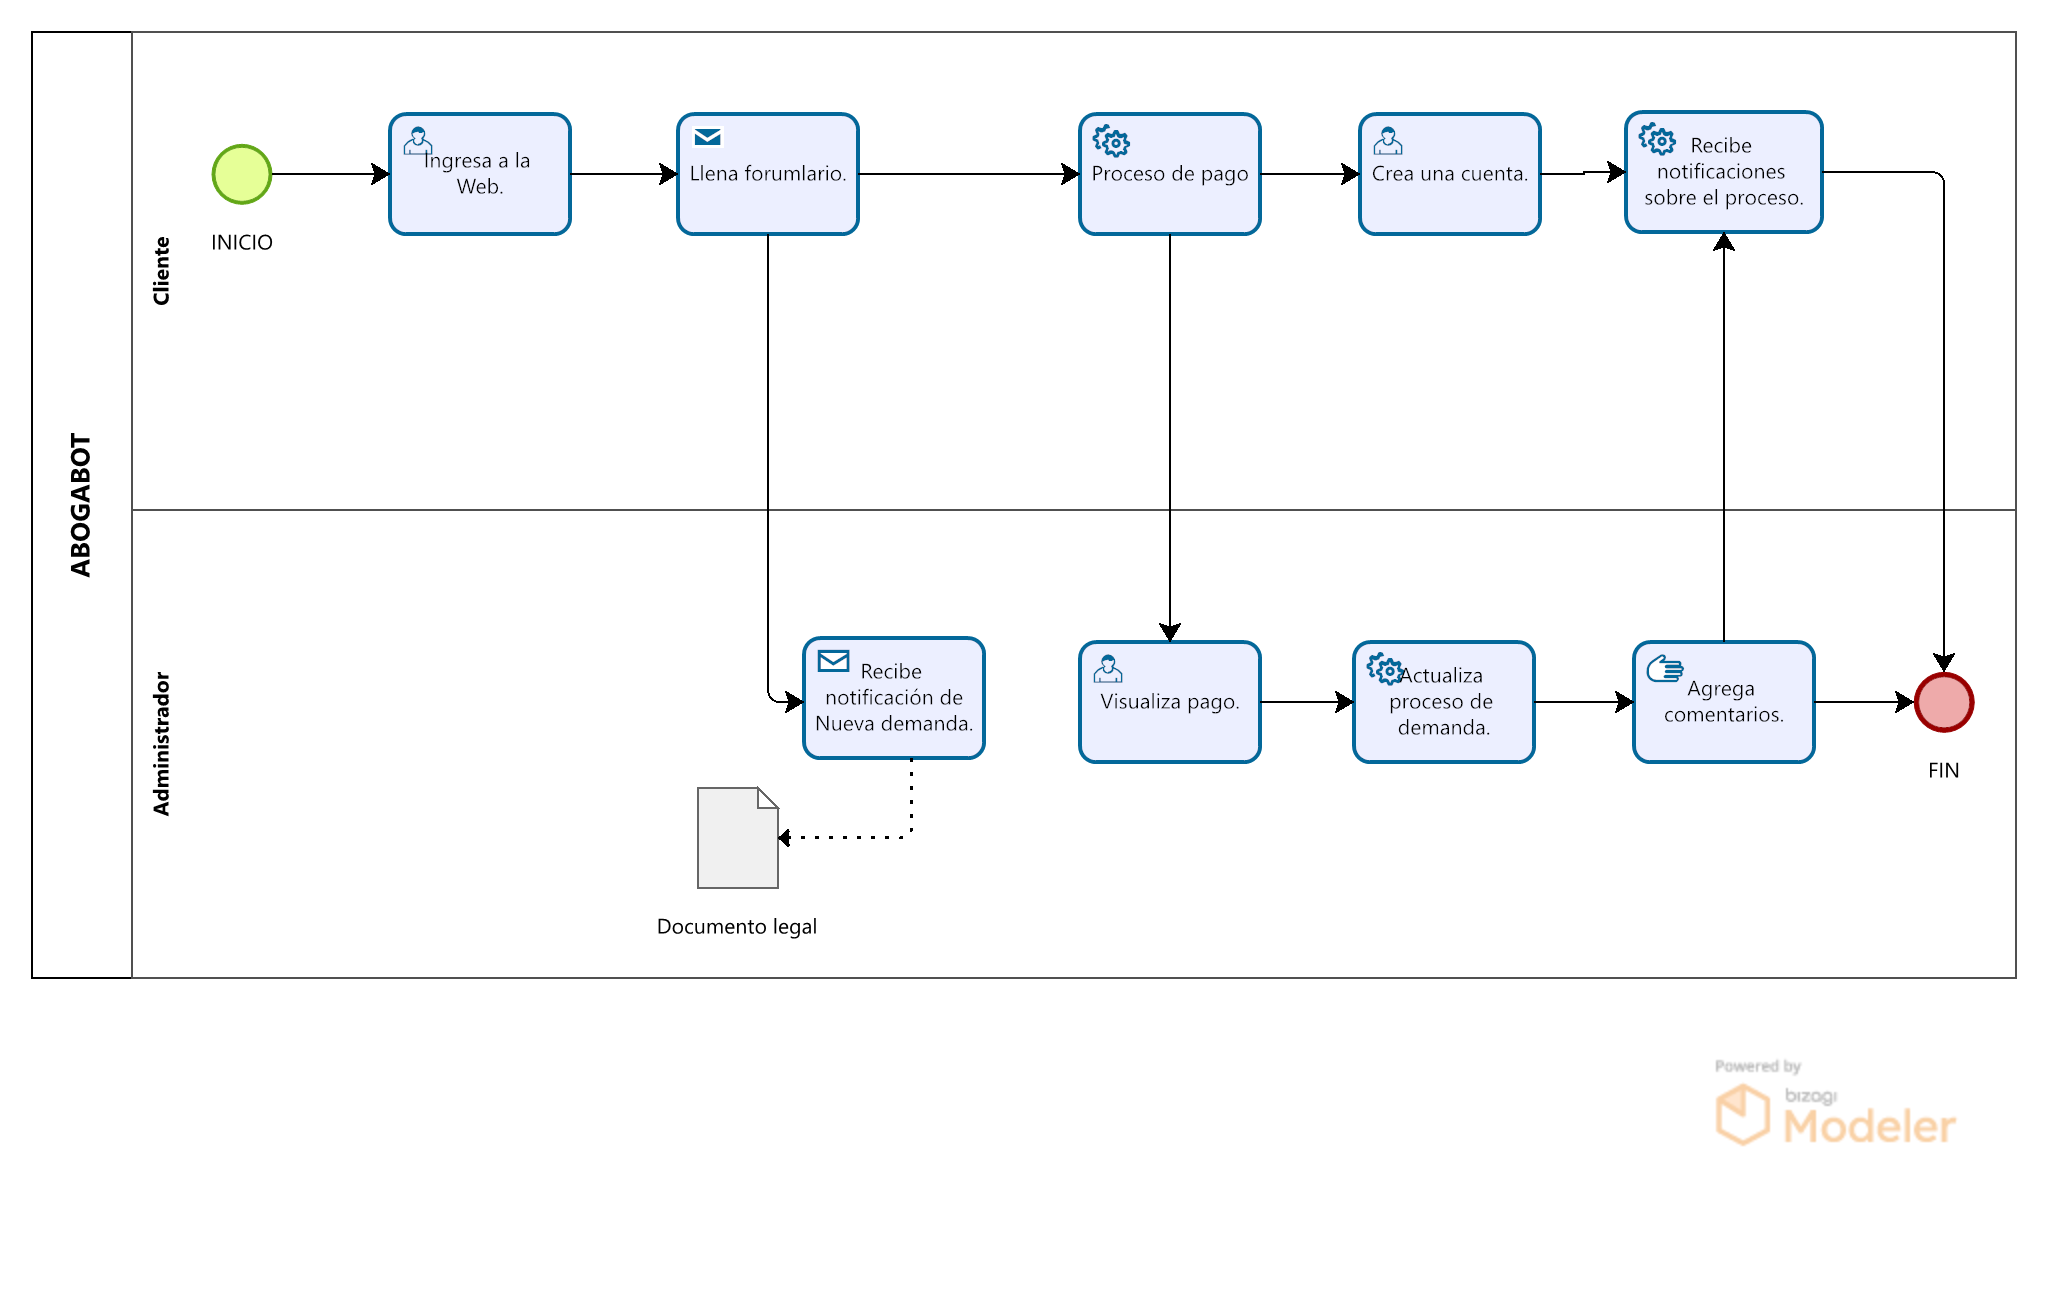 ABOGABOT
Cliente
INICIO
Ingresa a la
Web.
Llena forumlario.
Proceso de pago
Crea una cuenta.
Recibe
notificaciones
sobre el proceso.
Administrador
Recibe
notificación de
Nueva demanda.
Documento legal
Visualiza pago.
Actualiza
proceso de
demanda.
Agrega
comentarios.
FIN
Powered by
bizagi
Modeler